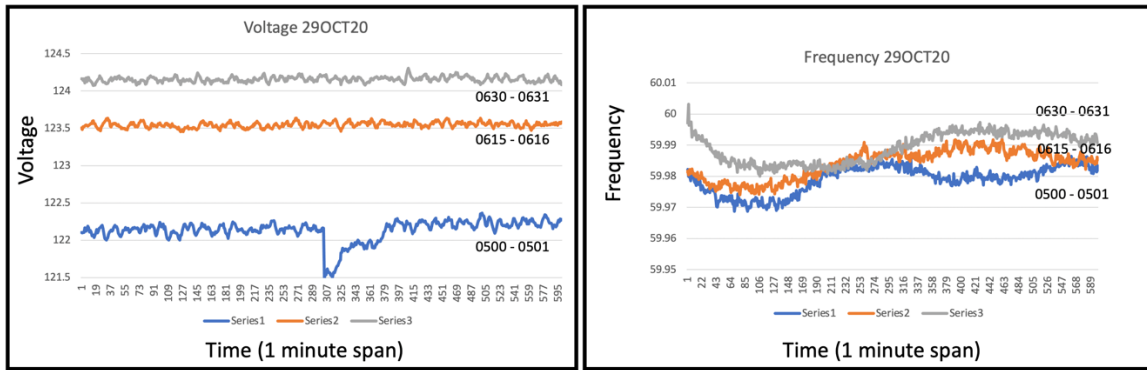 Voltage 29OCT20
124.5
124
123.5
123
122.5
122
121.5
Voltage
0630 - 0631
0615 - 0616
0500 - 0501
1 19 37 55 73 91 109 127 145 163 181 199 217 235 253 271 289 307 325 343 361 379 397 415 433 451 469 487 505 523 541 559 577 595
Series1 Series2 Series3
Time (1 minute span)
Frequency 29OCT20
60.01
60
59.99
59.98
59.97
59.96
59.95
Frequency
0630 - 0631
0615 - 0616
0500 - 0501
1 22 43 64 85 106 127 148 169 190 211 232 253 274 295 316 337 358 379 400 421 442 463 484 505 526 547 568 589
Series1 Series2 Series3
Time (1 minute span)